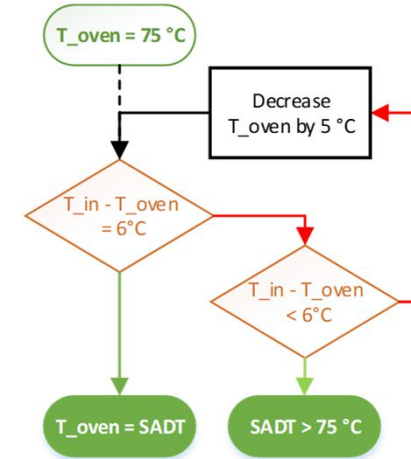 T_oven = 75 °C
Decrease
T_oven by 5 °C
T_in - T_oven
= 6°C
T_in - T_oven
< 6°C
T_oven = SADT
SADT > 75 °C